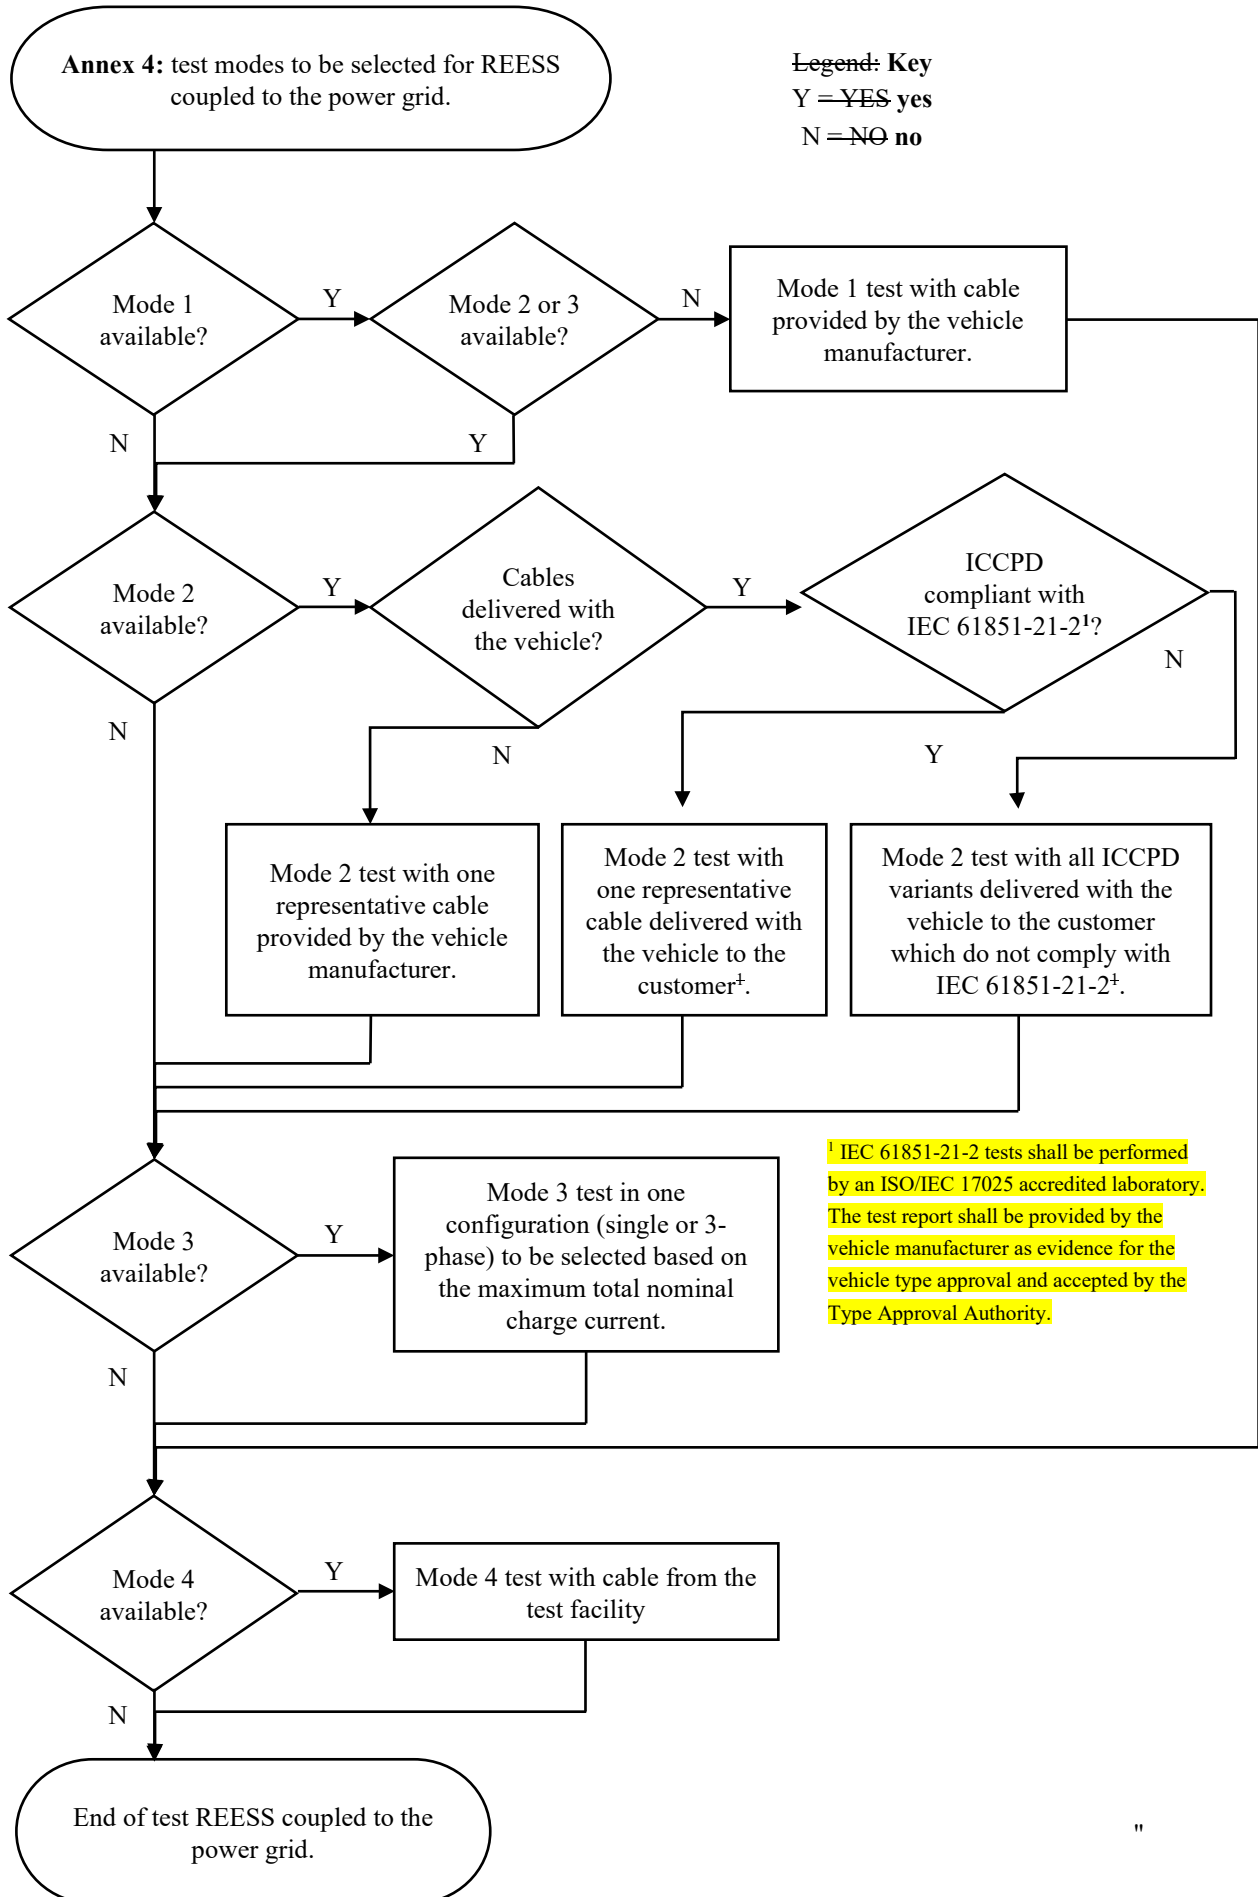 Annex 4: test modes to be selected for REESS
coupled to the power grid.
Legend: Key
Y = YES yes
N = NO no
Mode 1
available?
Y
Mode 2 or 3
available?
N
Mode 1 test with cable
provided by the vehicle
manufacturer.
N
Y
Mode 2
available?
Y
Cables
delivered with
the vehicle?
Y
ICCPD
compliant with
IEC 61851-21-2¹?
N
N
N
Y
Mode 2 test with one
representative cable
provided by the vehicle
manufacturer.
Mode 2 test with
one representative
cable delivered with
the vehicle to the
customer¹.
Mode 2 test with all ICCPD
variants delivered with the
vehicle to the customer
which do not comply with
IEC 61851-21-2¹.
Mode 3
available?
Y
Mode 3 test in one
configuration (single or 3-
phase) to be selected based on
the maximum total nominal
charge current.
¹ IEC 61851-21-2 tests shall be performed
by an ISO/IEC 17025 accredited laboratory.
The test report shall be provided by the
vehicle manufacturer as evidence for the
vehicle type approval and accepted by the
Type Approval Authority.
N
Mode 4
available?
Y
Mode 4 test with cable from the
test facility
N
End of test REESS coupled to the
power grid.
"